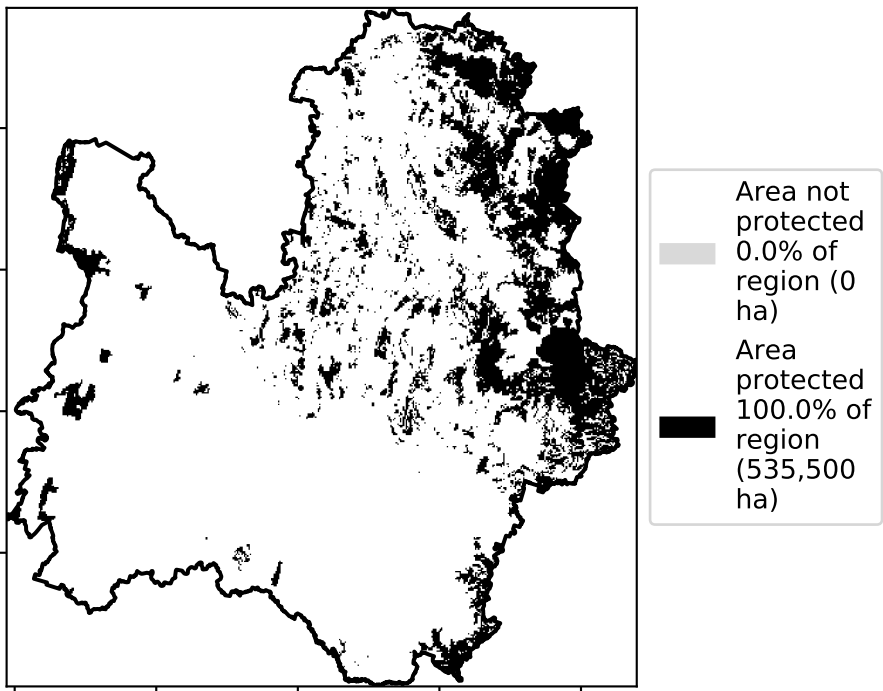 Area not
protected
0.0% of
region (0
ha)
Area
protected
100.0% of
region
(535,500
ha)